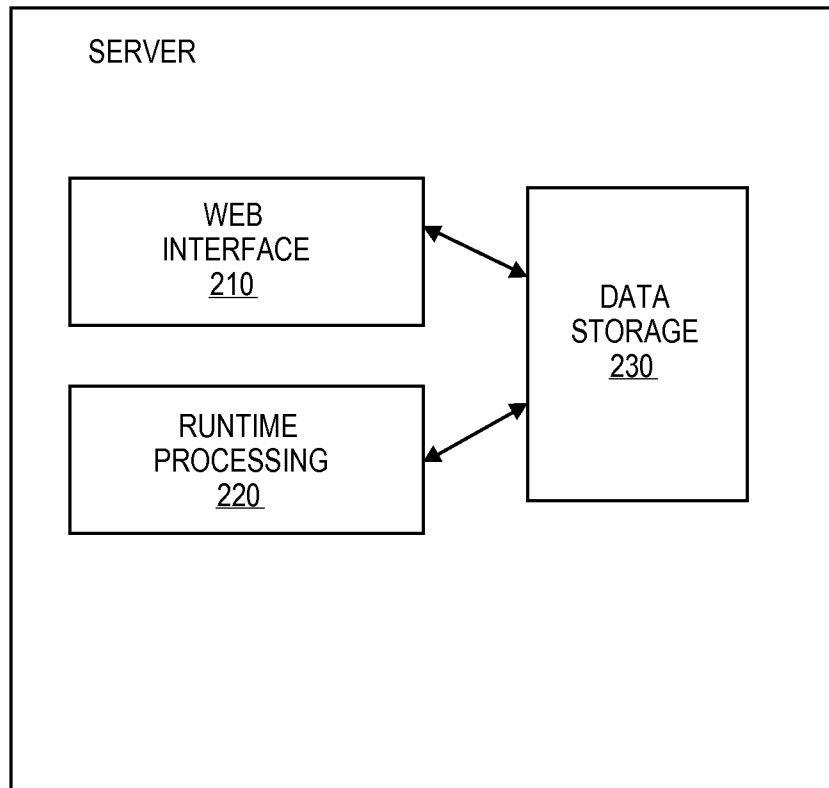 SERVER
WEB
INTERFACE
210
RUNTIME
PROCESSING
220
DATA
STORAGE
230